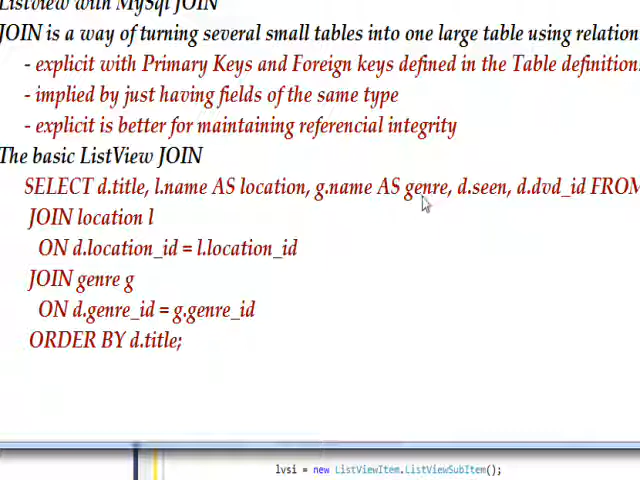 Listview with MySql JOIN
JOIN is a way of turning several small tables into one large table using relation
- explicit with Primary Keys and Foreign keys defined in the Table definition
- implied by just having fields of the same type
- explicit is better for maintaining referencial integrity
The basic ListView JOIN
SELECT d.title, l.name AS location, g.name AS genre, d.seen, d.dvd_id FROM
JOIN location l
ON d.location_id = l.location_id
JOIN genre g
ON d.genre_id = g.genre_id
ORDER BY d.title;
lvsi = new ListViewItem.ListViewSubItem();